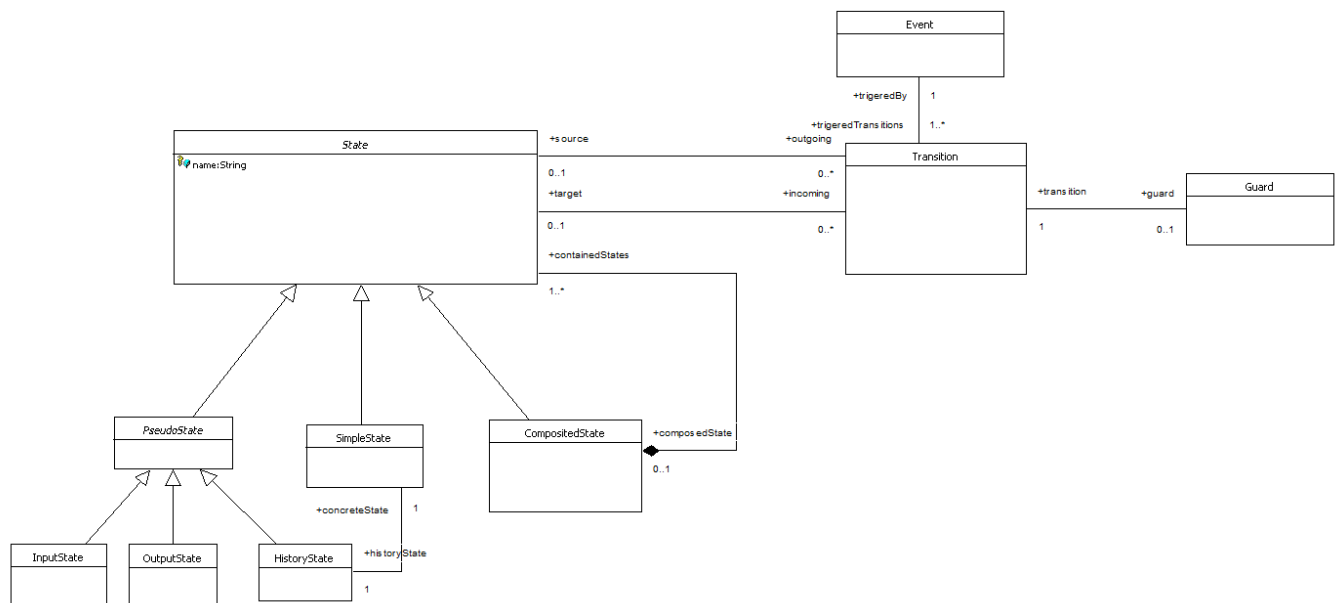 Event
+trigeredBy 1
+trigeredTransitions 1..*
State
name:String
+source +outgoing
0..1 0..*
+target +incoming
0..1 0..*
Transition
+transition +guard
1 0..1
Guard
+containedStates
1..*
PseudoState
SimpleState
CompositedState
+composedState
0..1
+concreteState 1
InputState
OutputState
HistoryState
+historyState
1